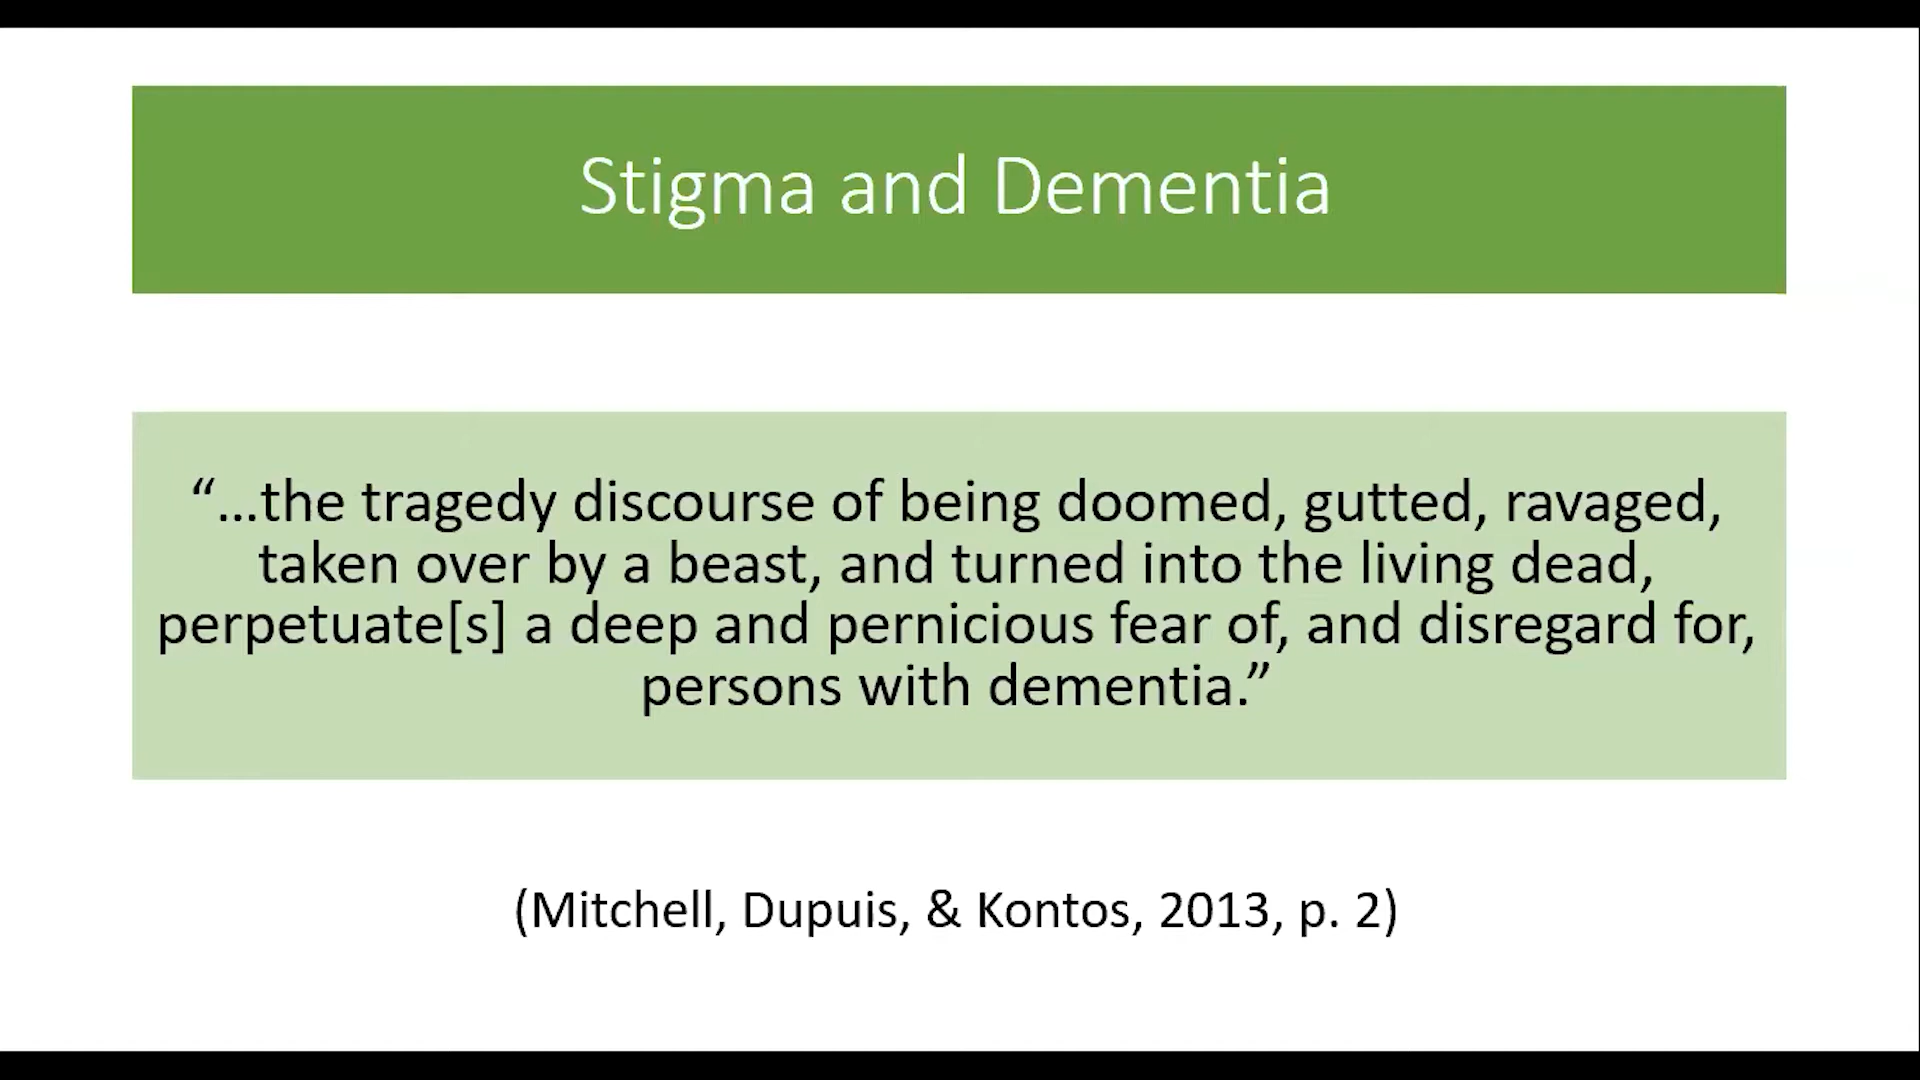 Stigma and Dementia
“…the tragedy discourse of being doomed, gutted, ravaged,
taken over by a beast, and turned into the living dead,
perpetuate[s] a deep and pernicious fear of, and disregard for,
persons with dementia.”
(Mitchell, Dupuis, & Kontos, 2013, p. 2)